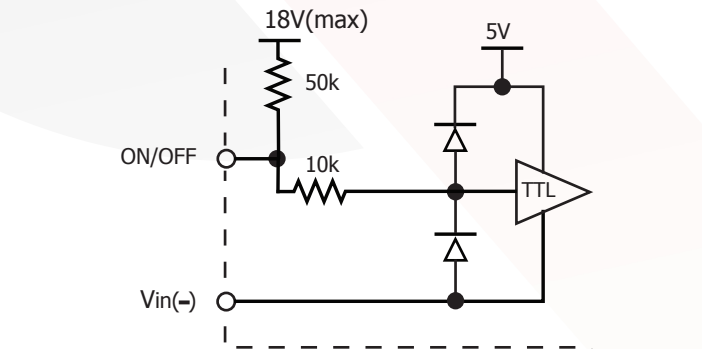 18V(max)
5V
50k
ON/OFF
10k
TTL
Vin(-)